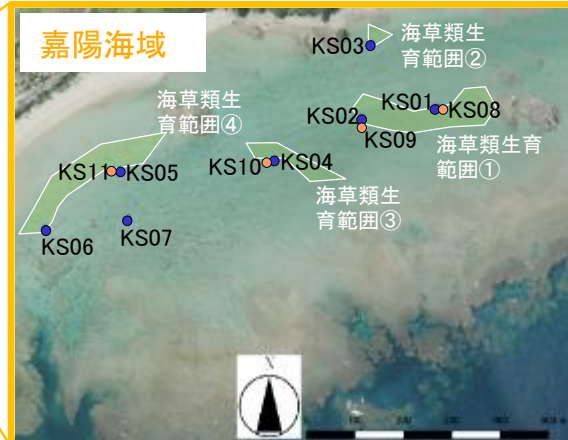 嘉陽海域
KS03
海草類生
育範囲②
海草類生
育範囲④
KS02
KS01
KS08
KS09
海草類生育
範囲①
KS11
KS05
KS10
KS04
海草類生
育範囲③
KS06
KS07
N